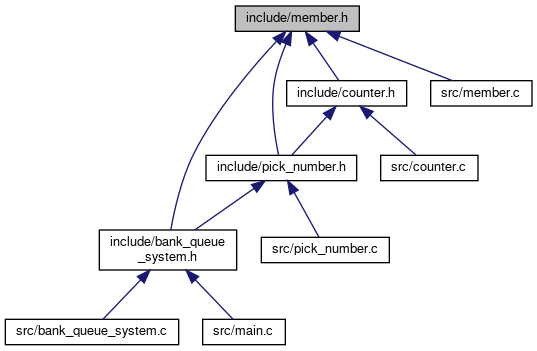 include/member.h
include/counter.h
src/member.c
include/pick_number.h
src/counter.c
include/bank_queue
_system.h
src/pick_number.c
src/bank_queue_system.c
src/main.c